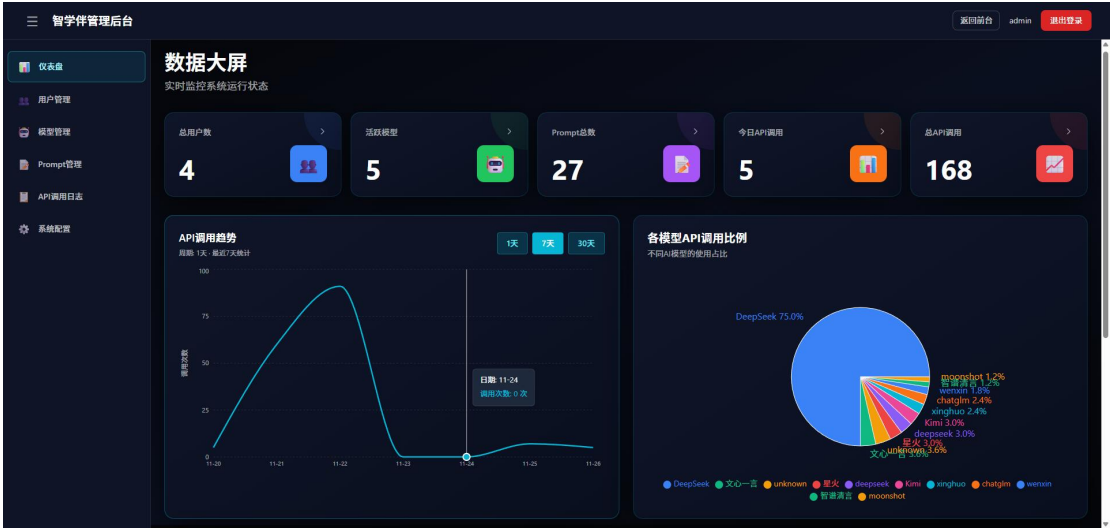 ☰ 智学伴管理后台 返回前台 admin 退出登录
仪表盘
用户管理
模型管理
Prompt管理
API调用日志
系统配置
数据大屏
实时监控系统运行状态
总用户数
4
活跃模型
5
Prompt总数
27
今日API调用
5
总API调用
168
API调用趋势
周期: 1天 · 最近7天统计
1天 7天 30天
调用次数
100
75
50
25
0
11-20 11-21 11-22 11-23 11-24 11-25 11-26
日期: 11-24
调用次数: 0 次
各模型API调用比例
不同AI模型的使用占比
DeepSeek 75.0%
moonshot 1.2%
智谱清言 1.2%
wenxin 1.8%
chatglm 2.4%
xinghuo 2.4%
Kimi 3.0%
deepseek 3.0%
星火 3.0%
unknown 3.6%
文心一言 3.6%
DeepSeek 文心一言 unknown 星火 deepseek Kimi xinghuo chatglm wenxin
智谱清言 moonshot